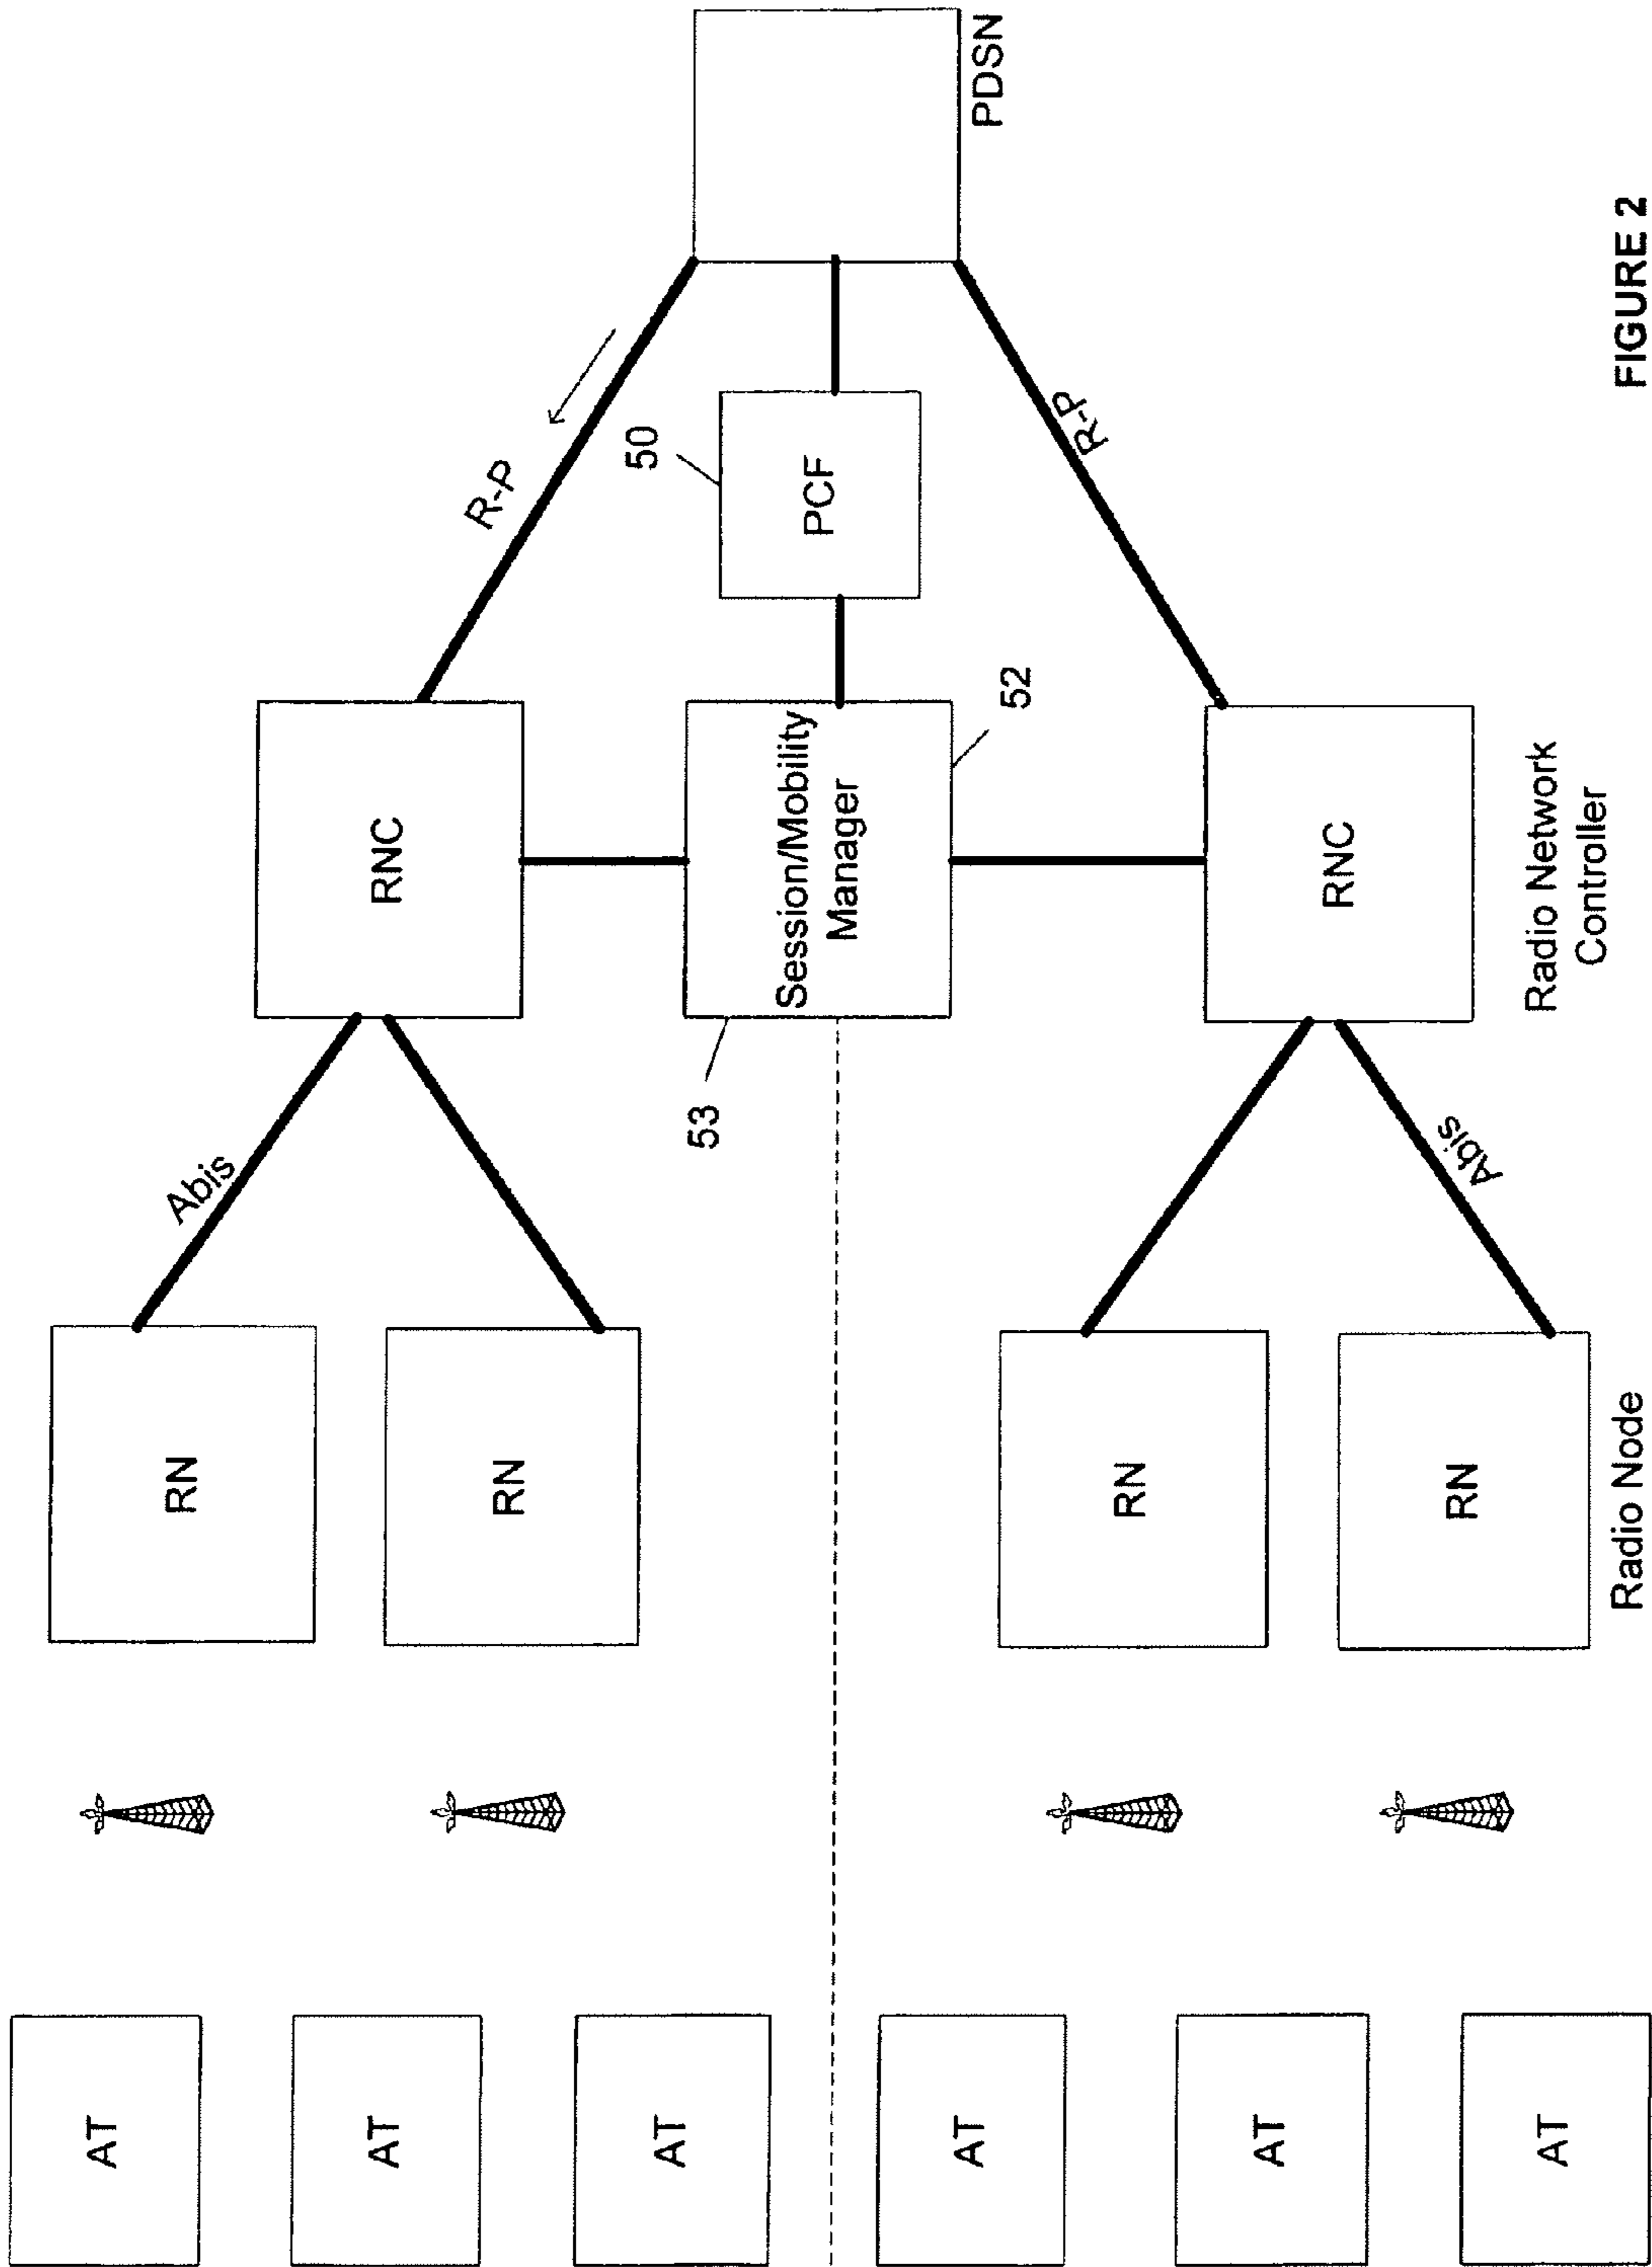 AT
AT
AT
AT
AT
AT
RN
RN
RN
RN
Radio Node
Abis
Abis
RNC
53
Session/Mobility
Manager
52
RNC
Radio Network
Controller
R-P
50
PCF
R-P
PDSN
FIGURE 2